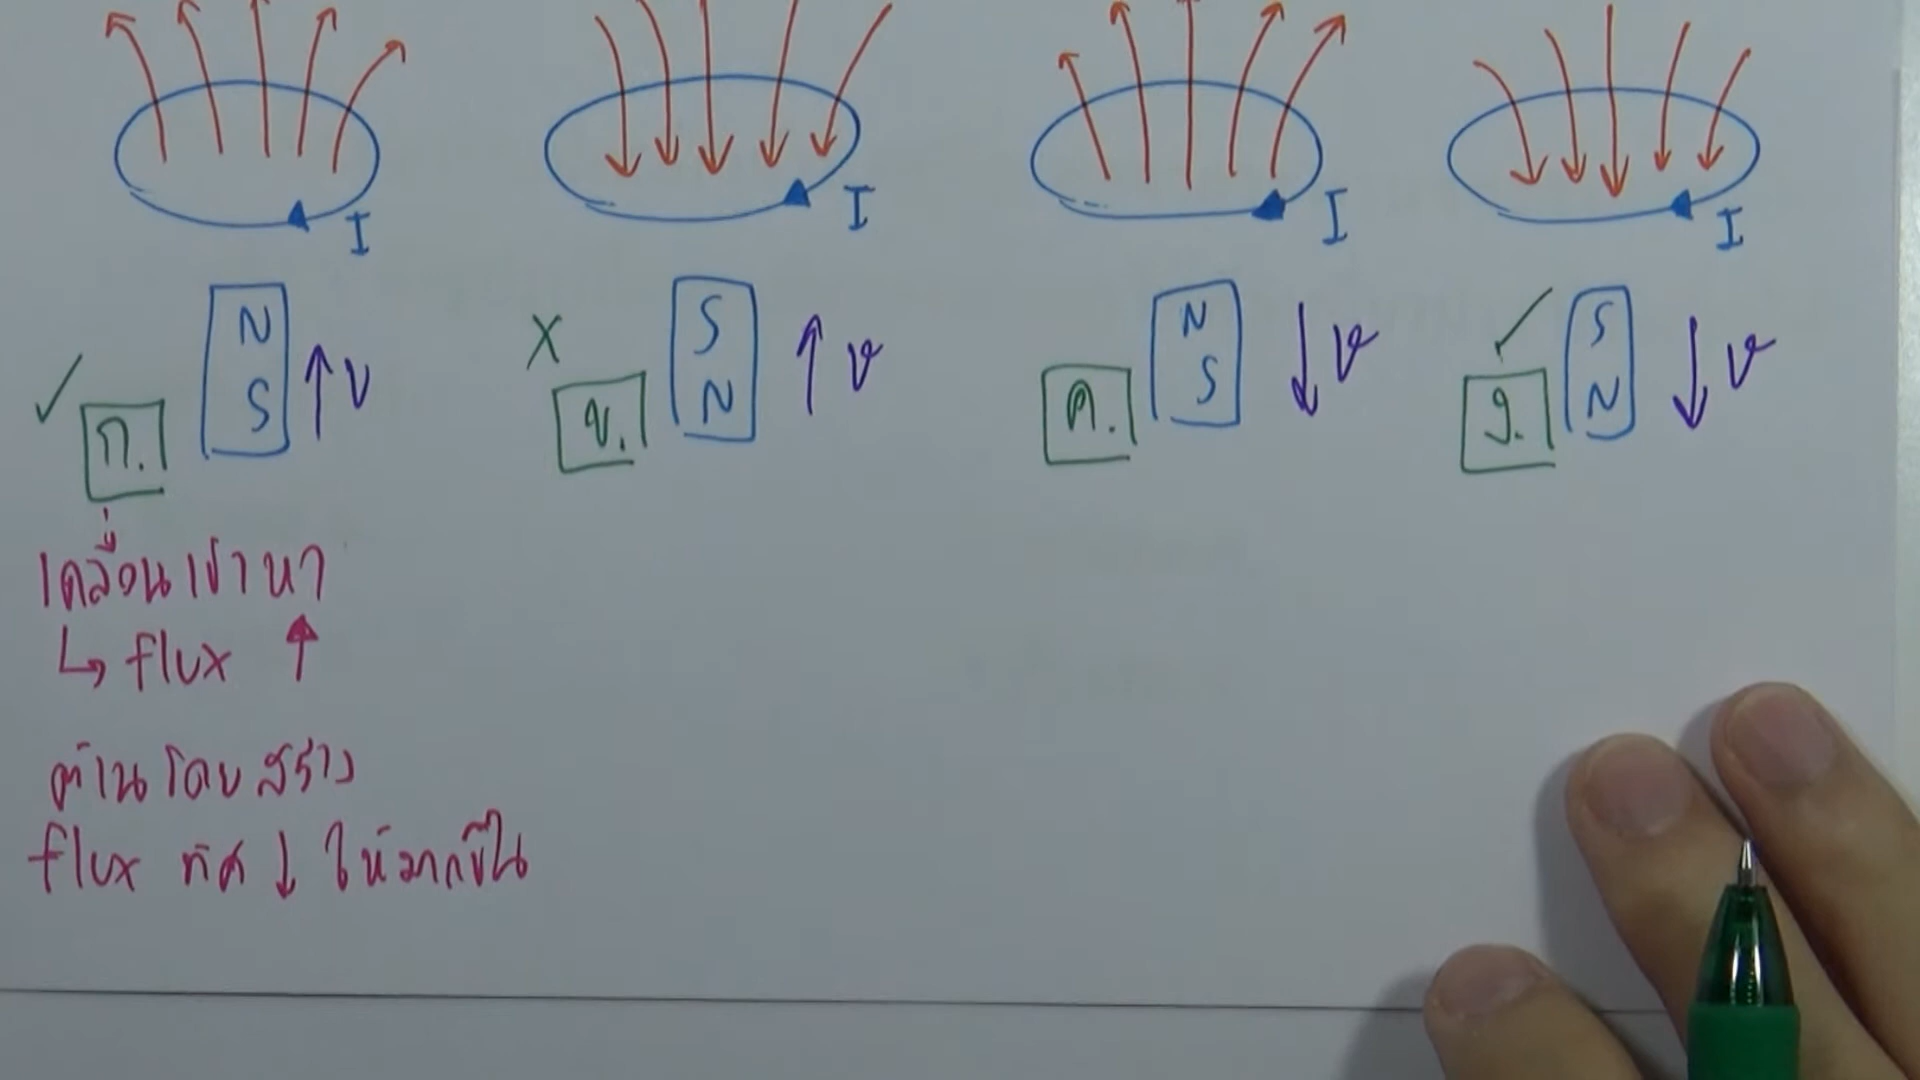 I
I
I
I
N
S
v
S
N
v
N
S
v
S
N
v
✓
ก.
X
ข.
ค.
✓
ง.
เคลื่อนเข้าหา
↳ flux ↑
ต้านโดยสร้าง
flux ทิศ ↓ ให้มากขึ้น